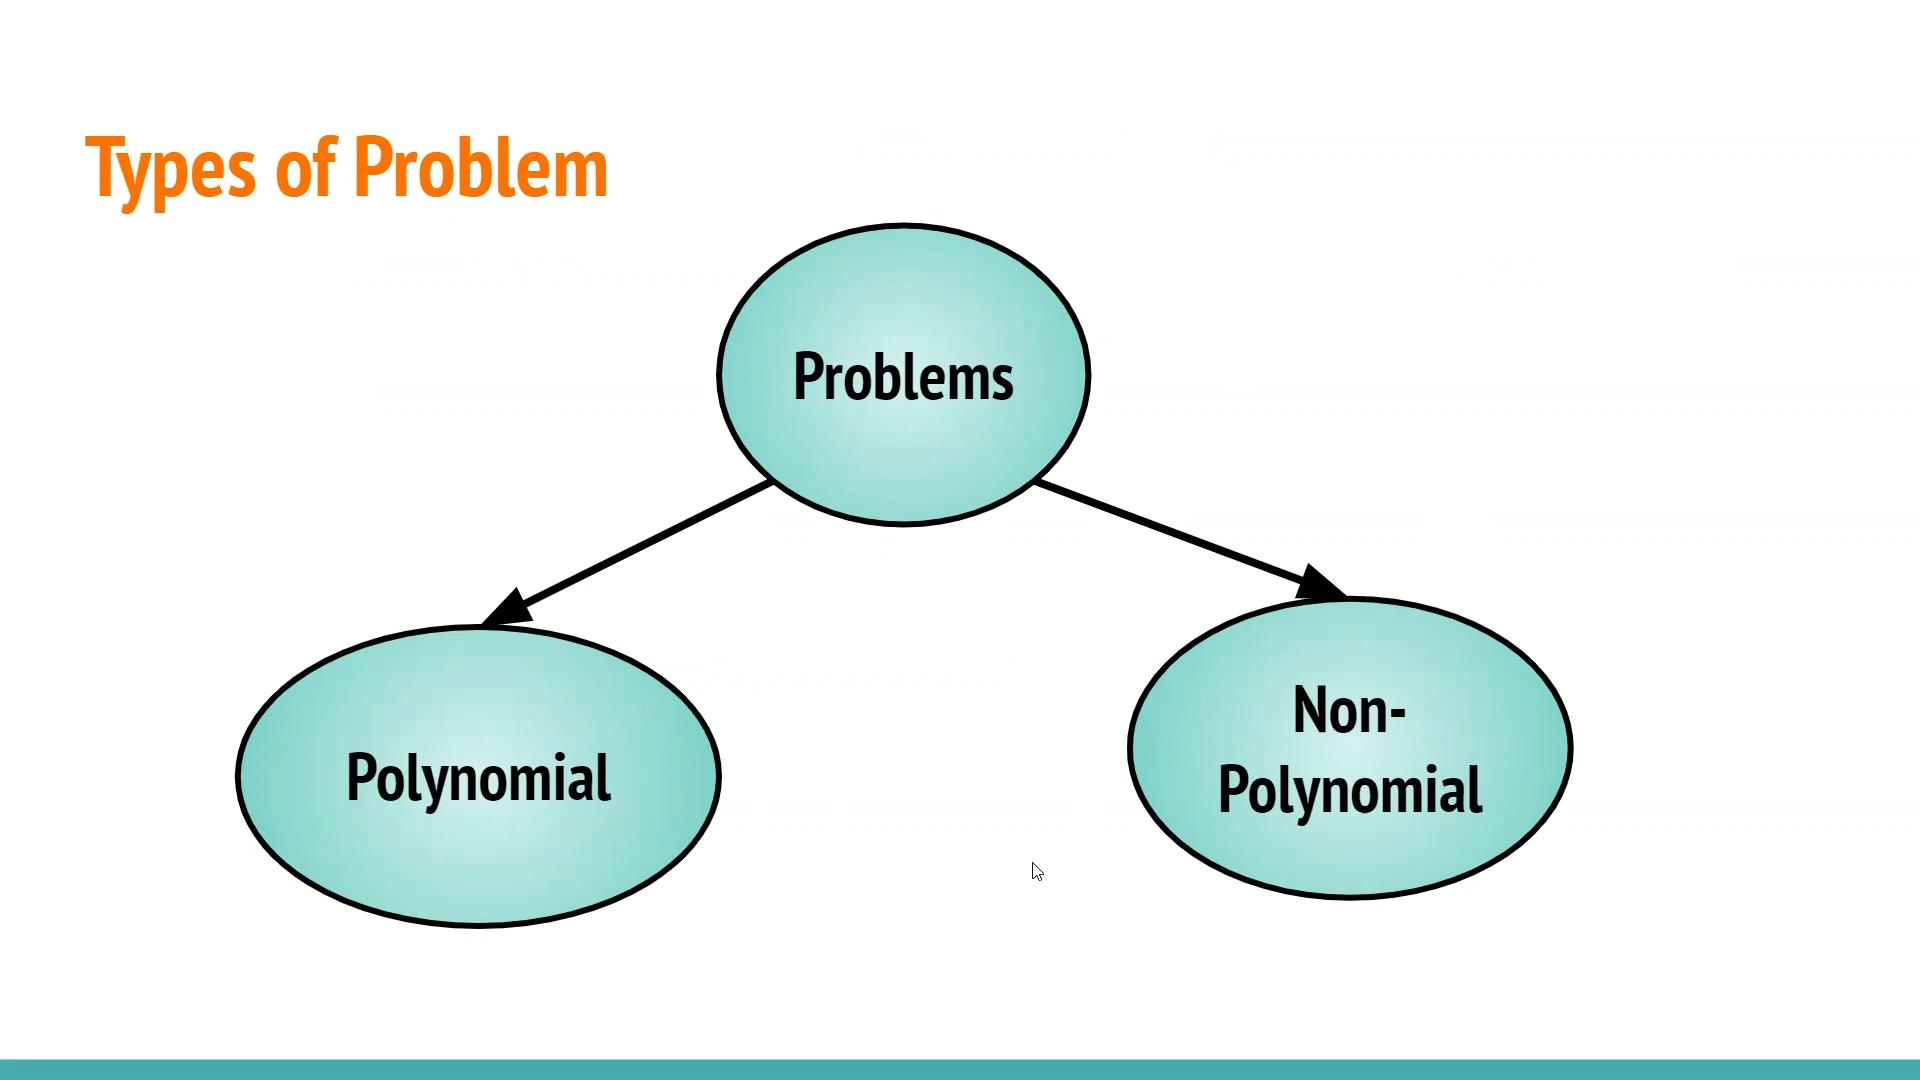 Types of Problem
Problems
Polynomial
Non-
Polynomial